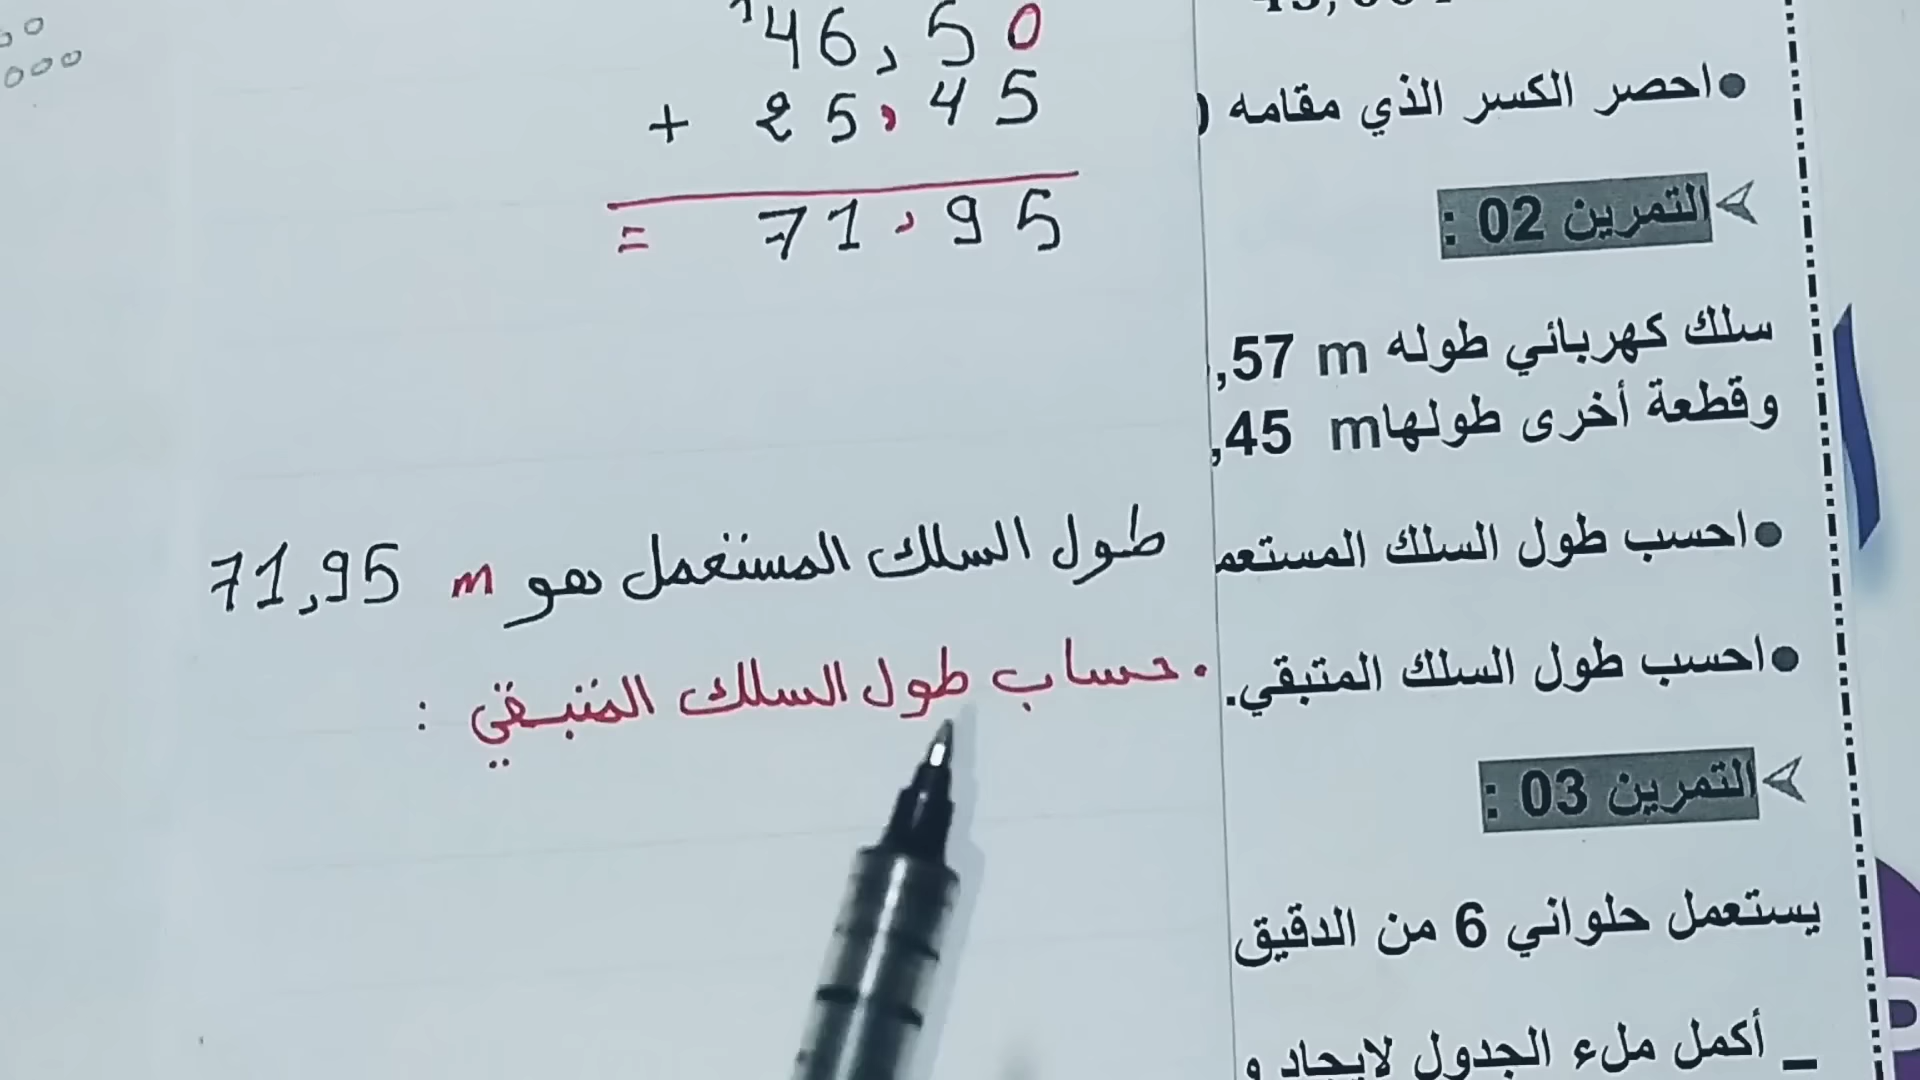 46,50
+ 25,45
= 71,95
طول السلك المستعمل هو 71,95 m
. حساب طول السلك المتبقي :
● احصر الكسر الذي مقامه
التمرين 02 :
سلك كهربائي طوله ,57 m
وقطعة أخرى طولها ,45 m
● احسب طول السلك
● احسب طول السلك المتبقي.
التمرين 03 :
يستعمل حلواني 6 من الدقيق
_ أكمل ملء الجدول لايجاد و